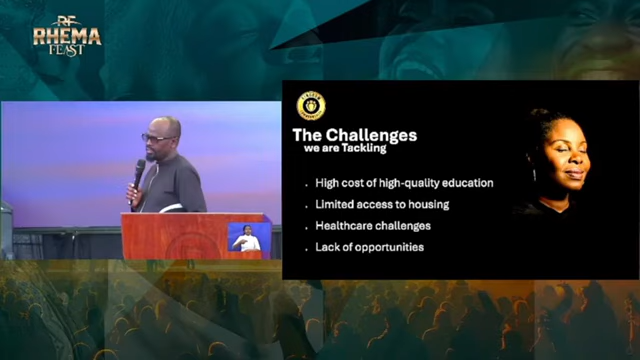 RF
RHEMA
FEAST
The Challenges
we are Tackling
. High cost of high-quality education
. Limited access to housing
. Healthcare challenges
. Lack of opportunities